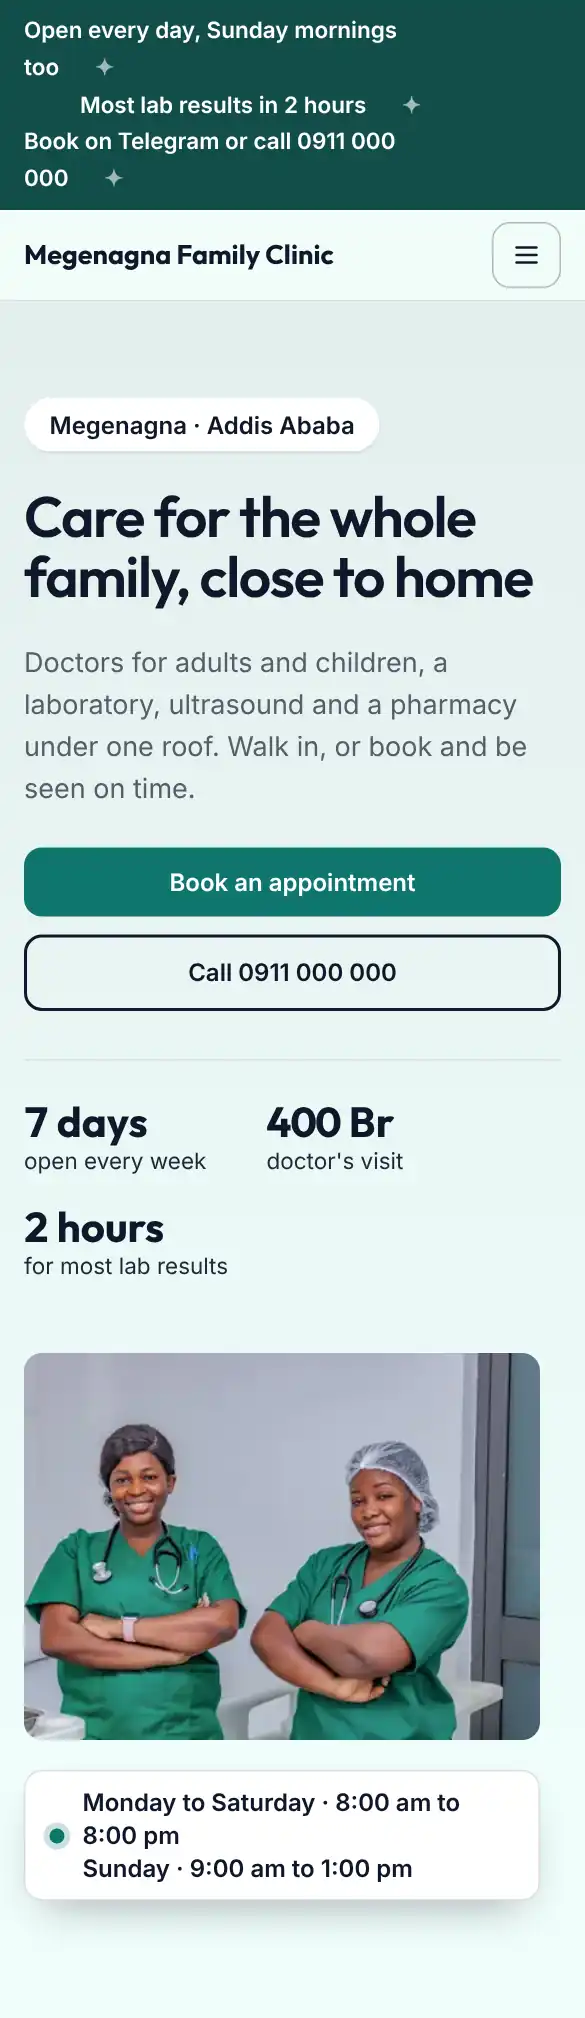 Open every day, Sunday mornings
too ✦
Most lab results in 2 hours ✦
Book on Telegram or call 0911 000
000 ✦
Megenagna Family Clinic
Megenagna · Addis Ababa
Care for the whole
family, close to home
Doctors for adults and children, a
laboratory, ultrasound and a pharmacy
under one roof. Walk in, or book and be
seen on time.
Book an appointment
Call 0911 000 000
7 days 400 Br
open every week doctor's visit
2 hours
for most lab results
Monday to Saturday · 8:00 am to
8:00 pm
Sunday · 9:00 am to 1:00 pm